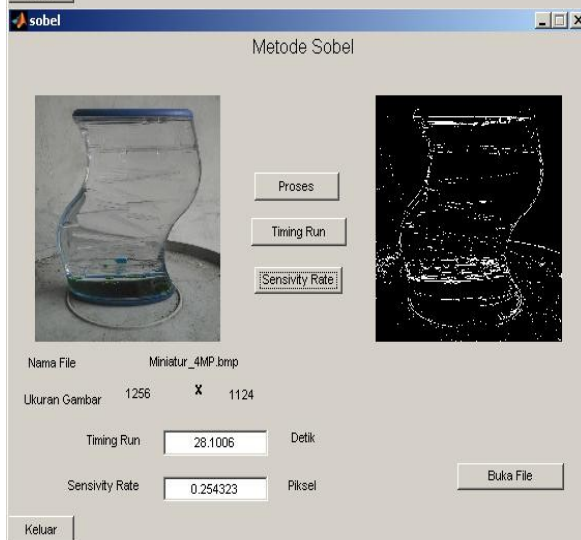 sobel
Metode Sobel
Proses
Timing Run
Sensivity Rate
Nama File Miniatur_4MP.bmp
Ukuran Gambar 1256 X 1124
Timing Run 28.1006 Detik
Sensivity Rate 0.254323 Piksel
Buka File
Keluar